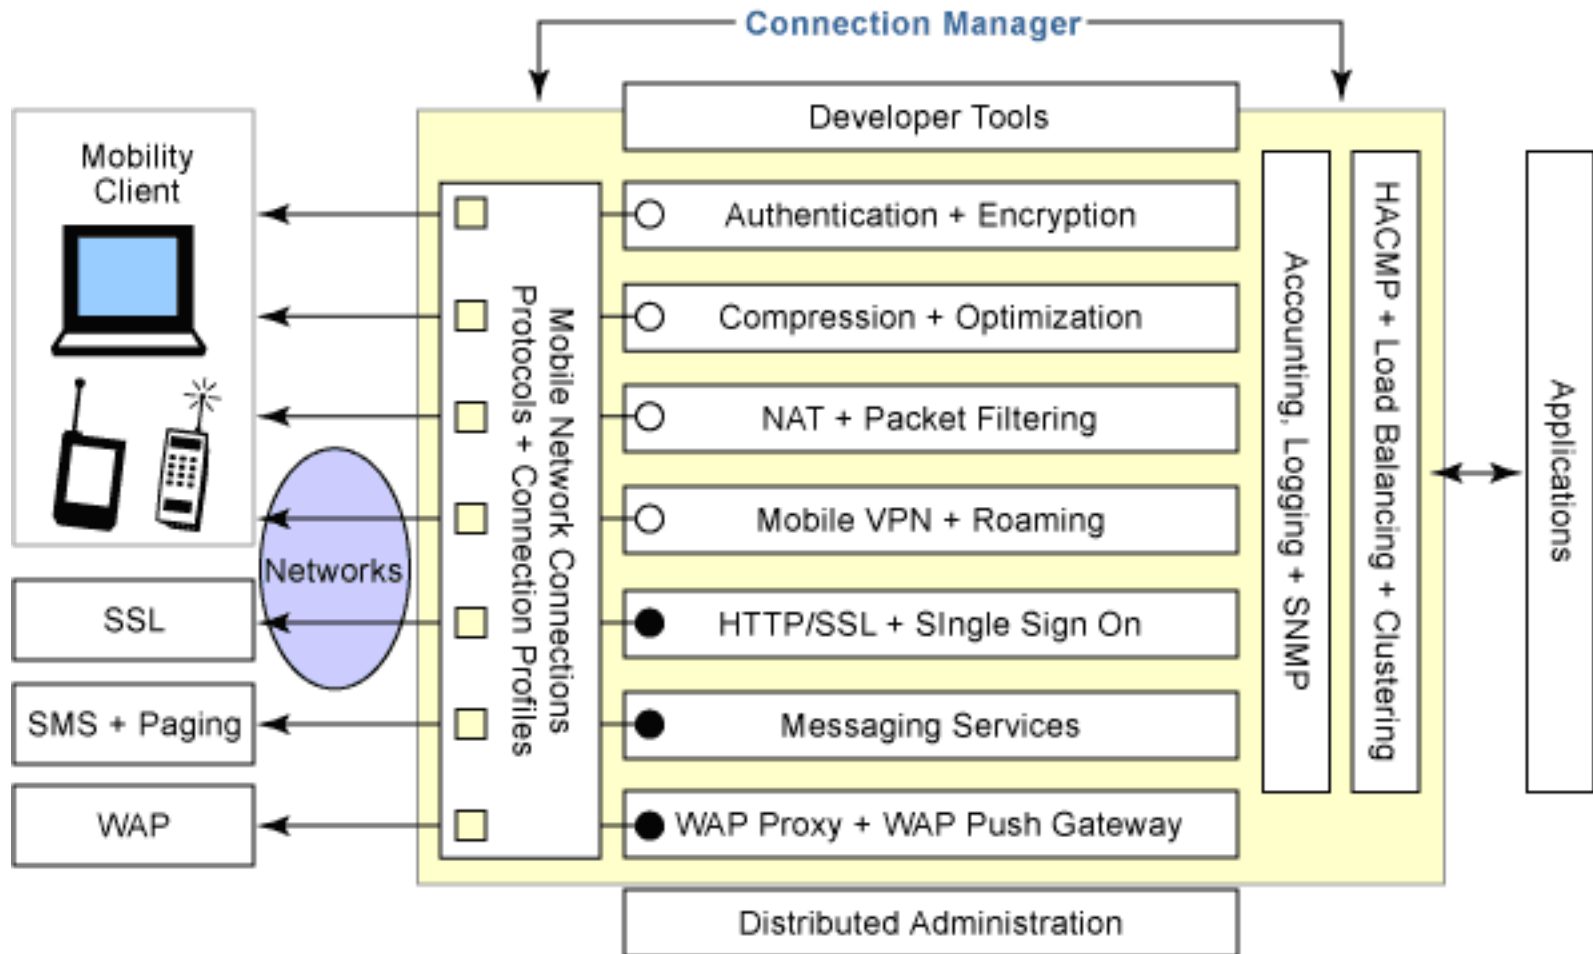 Connection Manager
Developer Tools
Mobility
Client
Authentication + Encryption
Compression + Optimization
NAT + Packet Filtering
Mobile VPN + Roaming
Networks
SSL
HTTP/SSL + SIngle Sign On
SMS + Paging
Messaging Services
WAP
WAP Proxy + WAP Push Gateway
Mobile Network Connections
Protocols + Connection Profiles
Accounting, Logging + SNMP
HACMP + Load Balancing + Clustering
Applications
Distributed Administration